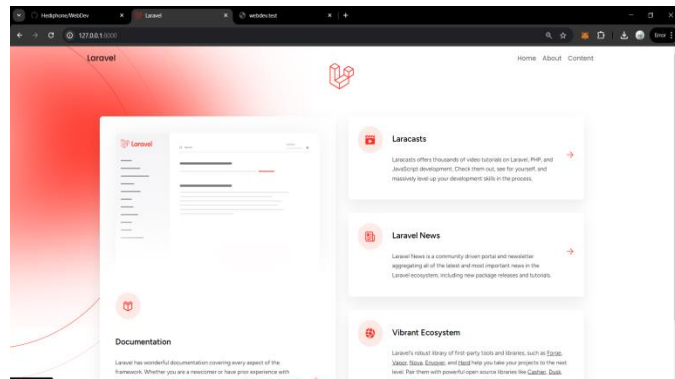 Hestiphone/WebDev
Laravel
webdev.test
127.0.0.1:8000
Error
Laravel
Home About Content
Laravel
Laracasts
Laracasts offers thousands of video tutorials on Laravel, PHP, and
JavaScript development. Check them out, see for yourself, and
massively level up your development skills in the process.
Laravel News
Laravel News is a community driven portal and newsletter
aggregating all of the latest and most important news in the
Laravel ecosystem, including new package releases and tutorials.
Documentation
Laravel has wonderful documentation covering every aspect of the
framework. Whether you are a newcomer or have prior experience with
Vibrant Ecosystem
Laravel's robust library of first-party tools and libraries, such as Forge,
Vapor, Nova, Envoyer, and Herd help you take your projects to the next
level. Pair them with powerful open source libraries like Cashier, Dusk,